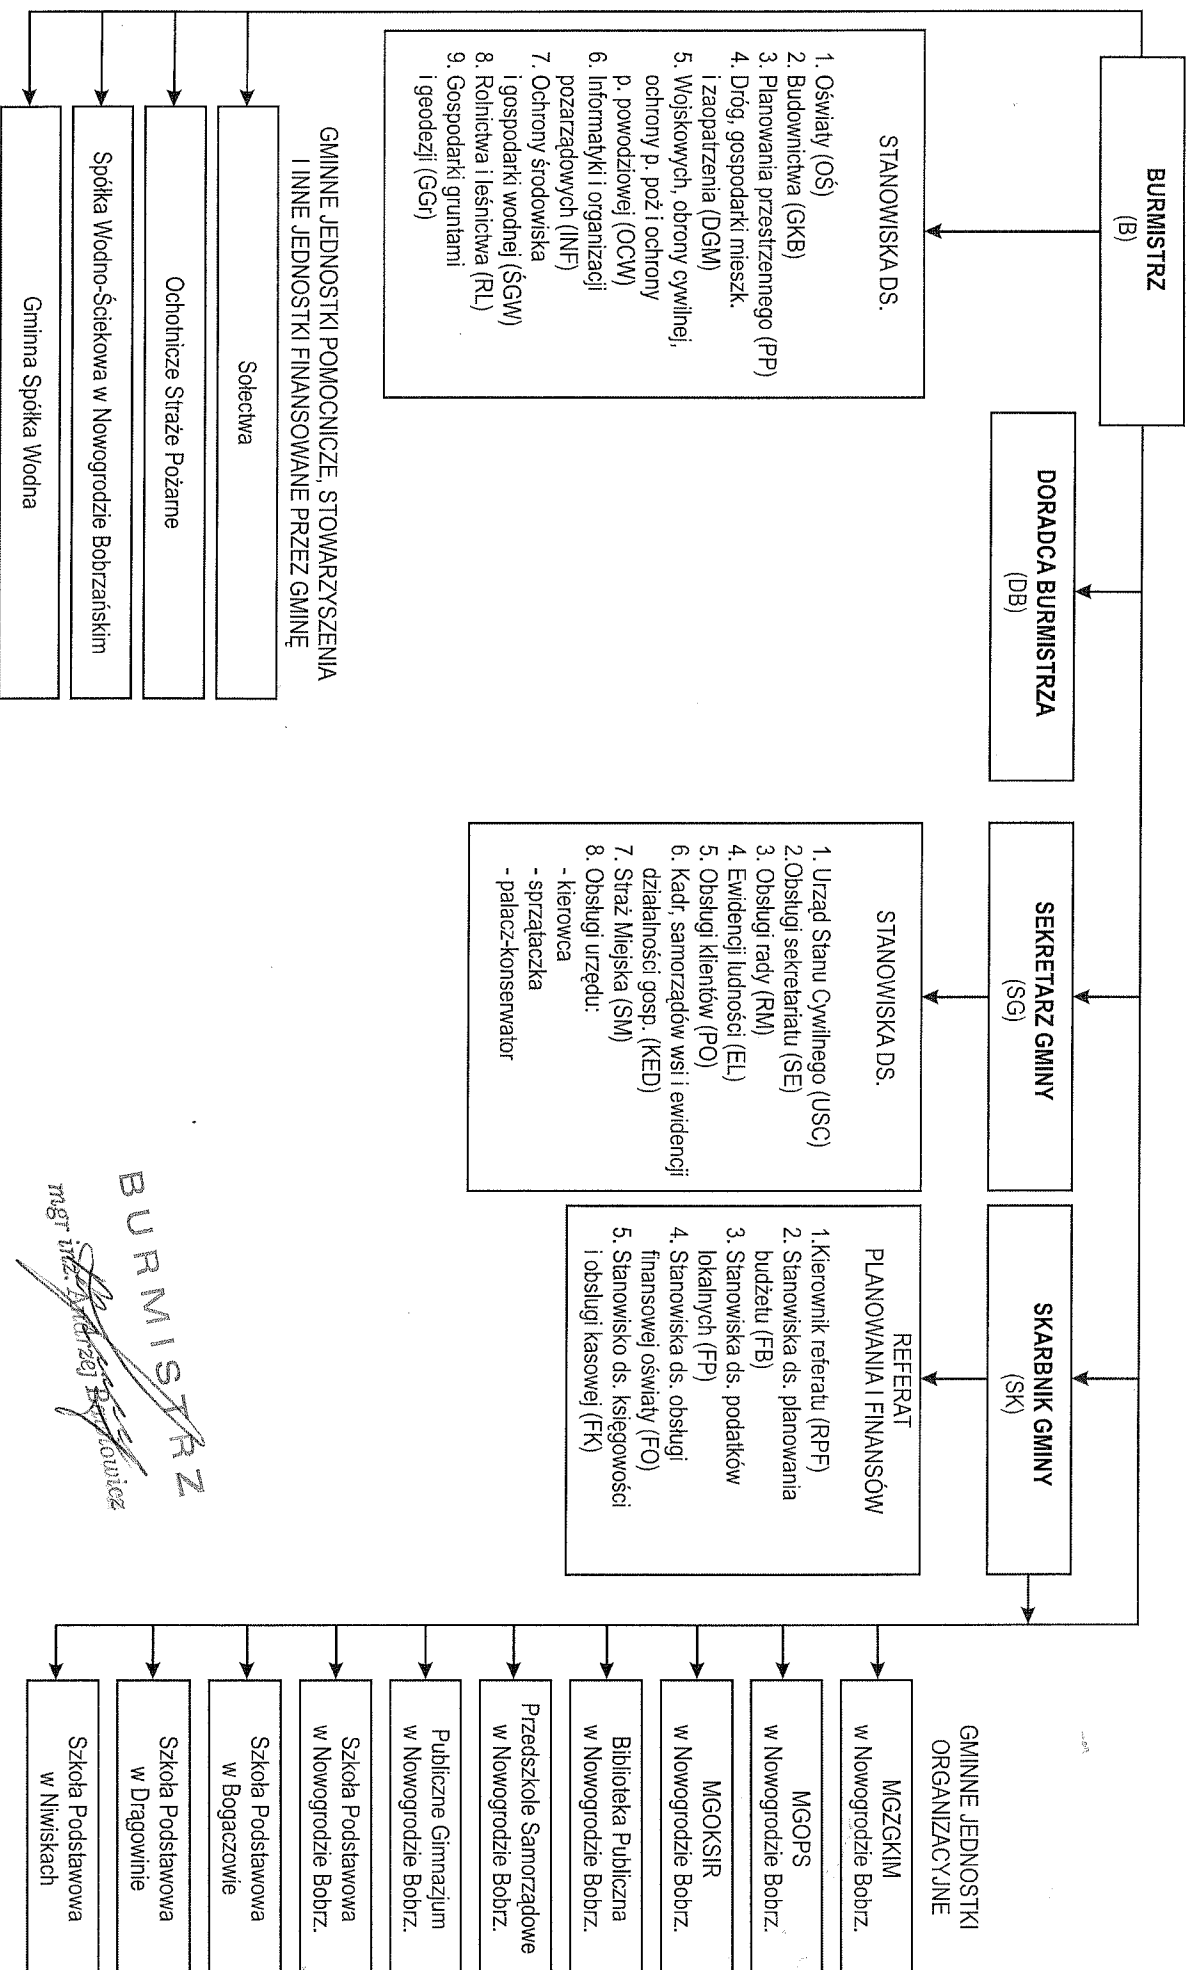 BURMISTRZ
(B)
STANOWISKA DS.
1. Oświaty (OŚ)
2. Budownictwa (GKB)
3. Planowania przestrzennego (PP)
4. Dróg, gospodarki mieszk.
i zaopatrzenia (DGM)
5. Wojskowych, obrony cywilnej,
ochrony p. poż i ochrony
p. powodziowej (OCW)
6. Informatyki i organizacji
pozarządowych (INF)
7. Ochrony środowiska
i gospodarki wodnej (ŚGW)
8. Rolnictwa i leśnictwa (RL)
9. Gospodarki gruntami
i geodezji (GGr)
GMINNE JEDNOSTKI POMOCNICZE, STOWARZYSZENIA
I INNE JEDNOSTKI FINANSOWANE PRZEZ GMINĘ
Sołectwa
Ochotnicze Straże Pożarne
Spółka Wodno-Ściekowa w Nowogrodzie Bobrzańskim
Gminna Spółka Wodna
DORADCA BURMISTRZA
(DB)
SEKRETARZ GMINY
(SG)
STANOWISKA DS.
1. Urząd Stanu Cywilnego (USC)
2.Obsługi sekretariatu (SE)
3. Obsługi rady (RM)
4. Ewidencji ludności (EL)
5. Obsługi klientów (PO)
6. Kadr, samorządów wsi i ewidencji
działalności gosp. (KED)
7. Straż Miejska (SM)
8. Obsługi urzędu:
- kierowca
- sprzątaczka
- palacz-konserwator
SKARBNIK GMINY
(SK)
REFERAT
PLANOWANIA I FINANSÓW
1.Kierownik referatu (RPF)
2. Stanowiska ds. planowania
budżetu (FB)
3. Stanowiska ds. podatków
lokalnych (FP)
4. Stanowiska ds. obsługi
finansowej oświaty (FO)
5. Stanowisko ds. księgowości
i obsługi kasowej (FK)
BURMISTRZ
mgr inż. Andrzej
GMINNE JEDNOSTKI
ORGANIZACYJNE
MGZGKIM
w Nowogrodzie Bobrz.
MGOPS
w Nowogrodzie Bobrz.
MGOKSIR
w Nowogrodzie Bobrz.
Biblioteka Publiczna
w Nowogrodzie Bobrz.
Przedszkole Samorządowe
w Nowogrodzie Bobrz.
Publiczne Gimnazjum
w Nowogrodzie Bobrz.
Szkoła Podstawowa
w Nowogrodzie Bobrz.
Szkoła Podstawowa
w Bogaczowie
Szkoła Podstawowa
w Drągowinie
Szkoła Podstawowa
w Niwiskach